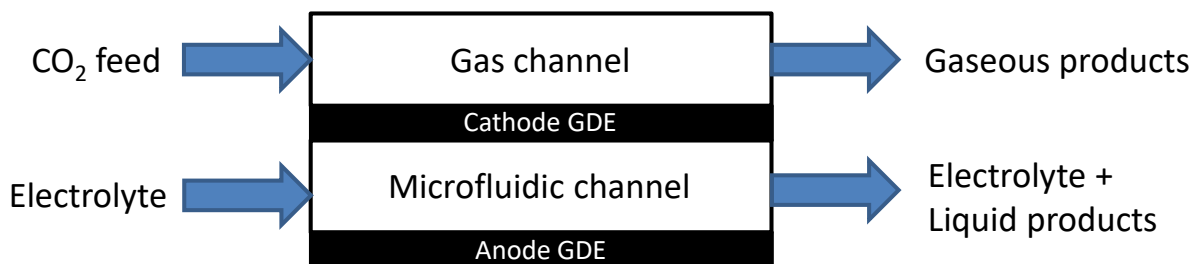 CO₂ feed
Gas channel
Gaseous products
Cathode GDE
Electrolyte
Microfluidic channel
Electrolyte +
Liquid products
Anode GDE